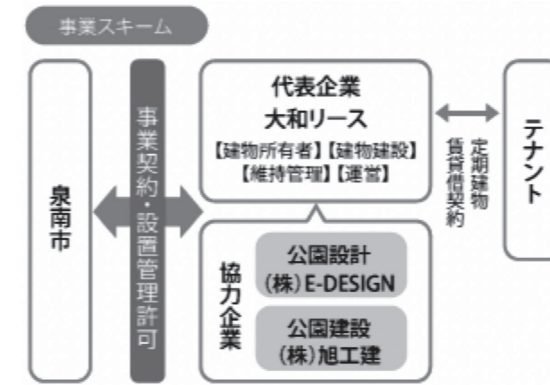 事業スキーム
泉南市
事業契約・設置管理許可
代表企業
大和リース
【建物所有者】【建物建設】
【維持管理】【運営】
協力企業
公園設計
(株)E-DESIGN
公園建設
(株)旭工建
定期建物
賃貸借契約
テナント